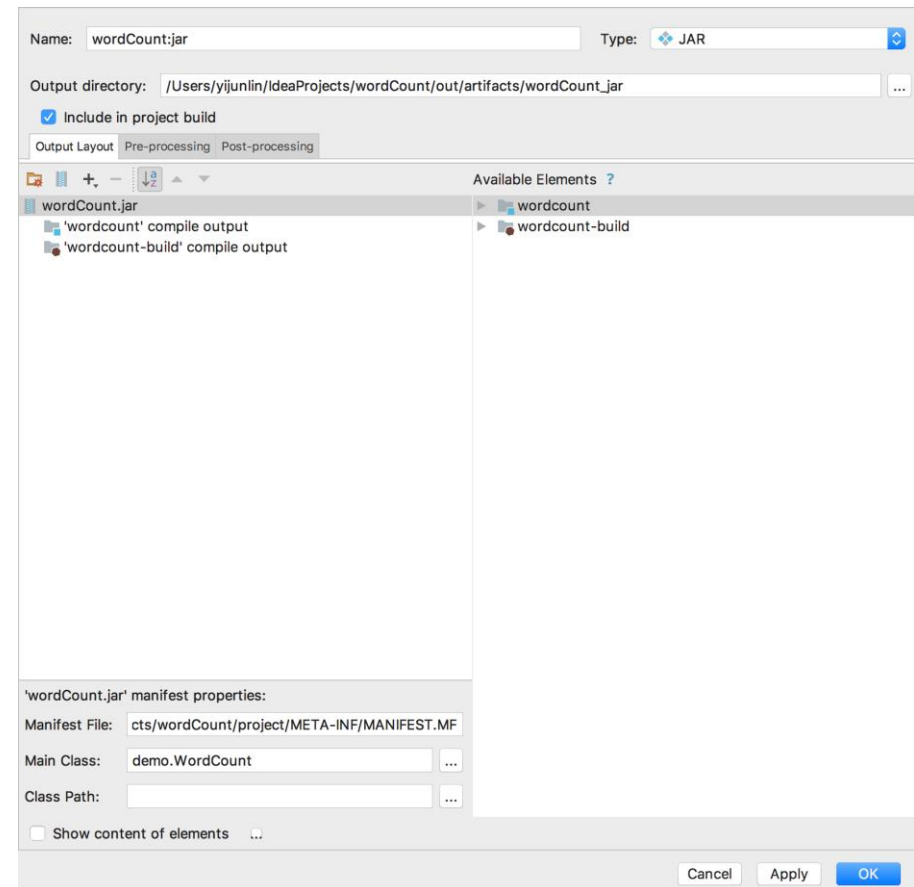 Name: wordCount:jar Type: JAR
Output directory: /Users/yijunlin/IdeaProjects/wordCount/out/artifacts/wordCount_jar ...
Include in project build
Output Layout Pre-processing Post-processing
Available Elements ?
wordCount.jar
'wordcount' compile output
'wordcount-build' compile output
wordcount
wordcount-build
'wordCount.jar' manifest properties:
Manifest File: cts/wordCount/project/META-INF/MANIFEST.MF
Main Class: demo.WordCount ...
Class Path: ...
Show content of elements ...
Cancel Apply OK